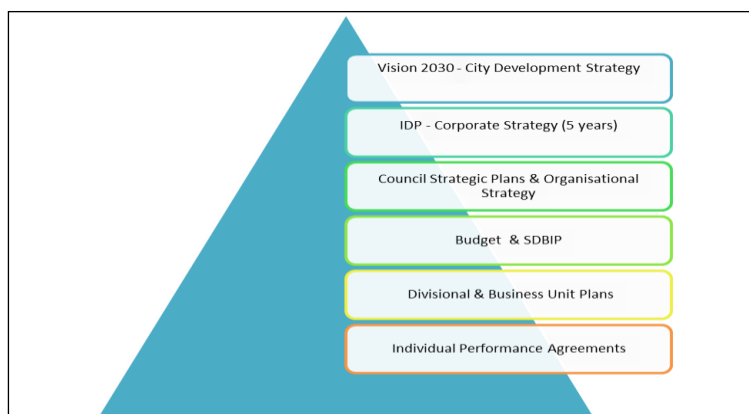 Vision 2030 - City Development Strategy
IDP - Corporate Strategy (5 years)
Council Strategic Plans & Organisational
Strategy
Budget & SDBIP
Divisional & Business Unit Plans
Individual Performance Agreements